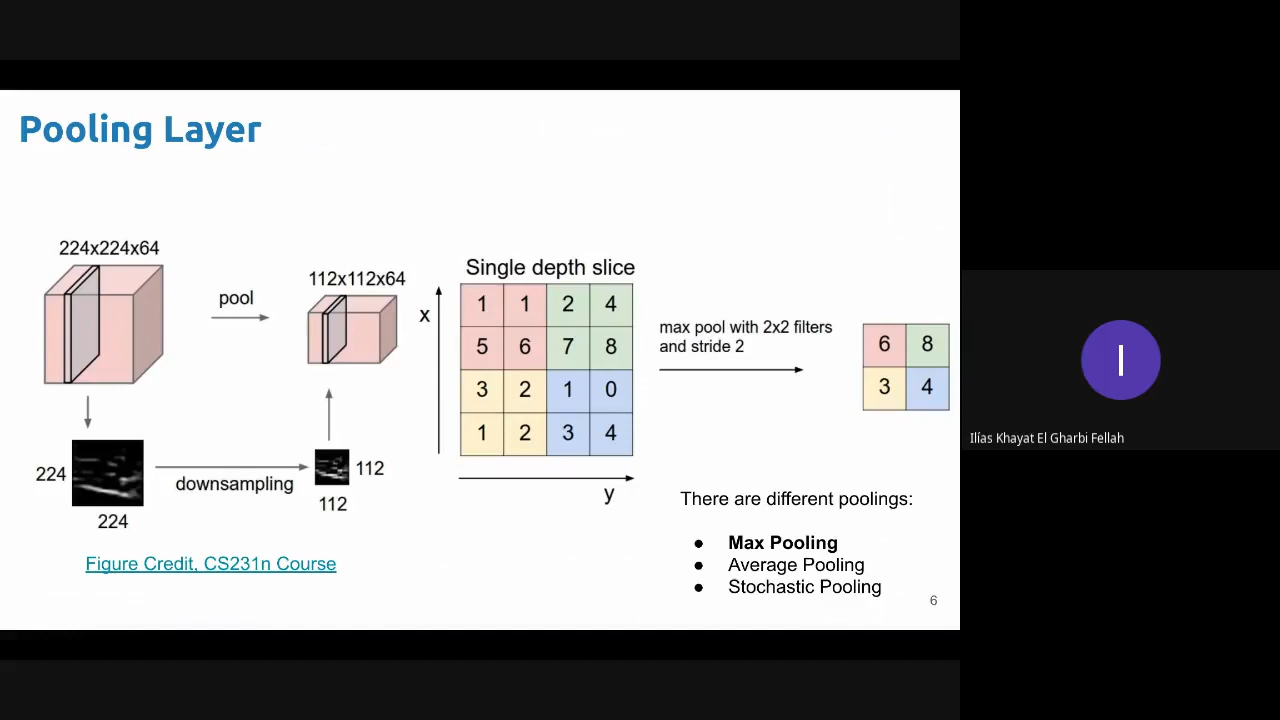 Pooling Layer
224x224x64
pool
112x112x64
224
224
downsampling
112
112
Figure Credit, CS231n Course
Single depth slice
x
1 1 2 4
5 6 7 8
3 2 1 0
1 2 3 4
y
max pool with 2x2 filters
and stride 2
6 8
3 4
There are different poolings:
● Max Pooling
● Average Pooling
● Stochastic Pooling
6
I
Ilías Khayat El Gharbi Fellah